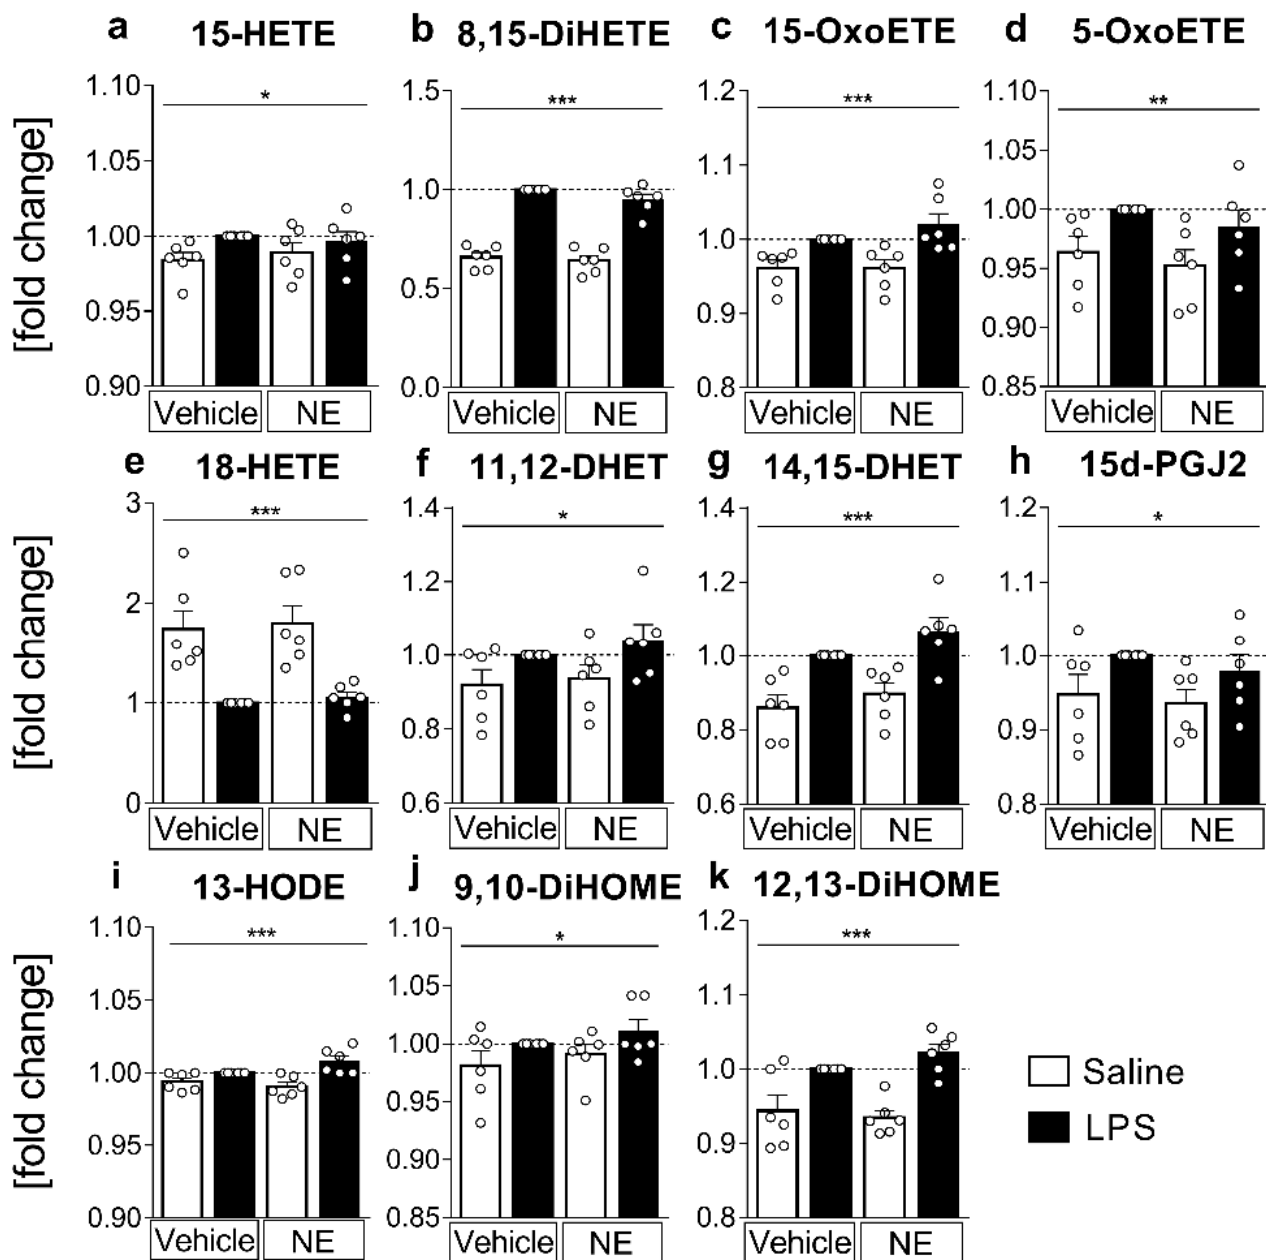 a 15-HETE
b 8,15-DiHETE
c 15-OxoETE
d 5-OxoETE
[fold change]
1.10
1.05
1.00
0.95
0.90
*
Vehicle NE
1.5
1.0
0.5
0.0
***
Vehicle NE
1.2
1.1
1.0
0.9
0.8
***
Vehicle NE
1.10
1.05
1.00
0.95
0.90
0.85
**
Vehicle NE
e 18-HETE
f 11,12-DHET
g 14,15-DHET
h 15d-PGJ2
[fold change]
3
2
1
0
***
Vehicle NE
1.4
1.2
1.0
0.8
0.6
*
Vehicle NE
1.4
1.2
1.0
0.8
0.6
***
Vehicle NE
1.2
1.1
1.0
0.9
0.8
*
Vehicle NE
i 13-HODE
j 9,10-DiHOME
k 12,13-DiHOME
[fold change]
1.10
1.05
1.00
0.95
0.90
***
Vehicle NE
1.10
1.05
1.00
0.95
0.90
0.85
*
Vehicle NE
1.2
1.1
1.0
0.9
0.8
***
Vehicle NE
Saline
LPS